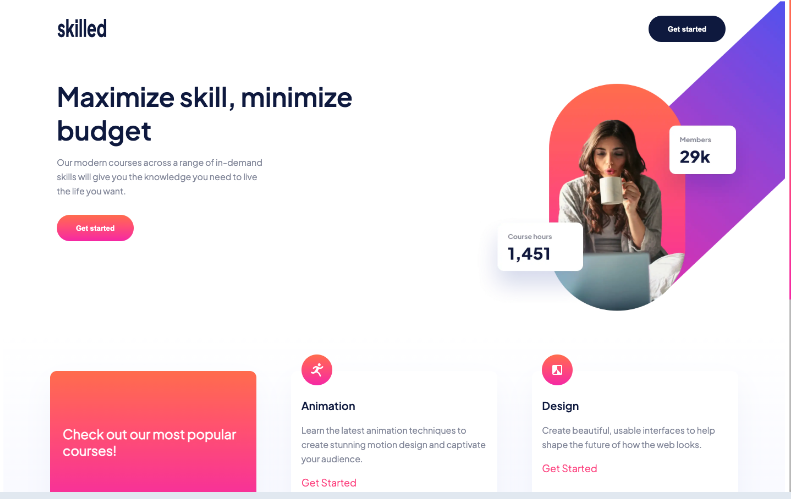 skilled
Get started
Maximize skill, minimize
budget
Our modern courses across a range of in-demand
skills will give you the knowledge you need to live
the life you want.
Get started
Members
29k
Course hours
1,451
Check out our most popular
courses!
Animation
Learn the latest animation techniques to
create stunning motion design and captivate
your audience.
Get Started
Design
Create beautiful, usable interfaces to help
shape the future of how the web looks.
Get Started